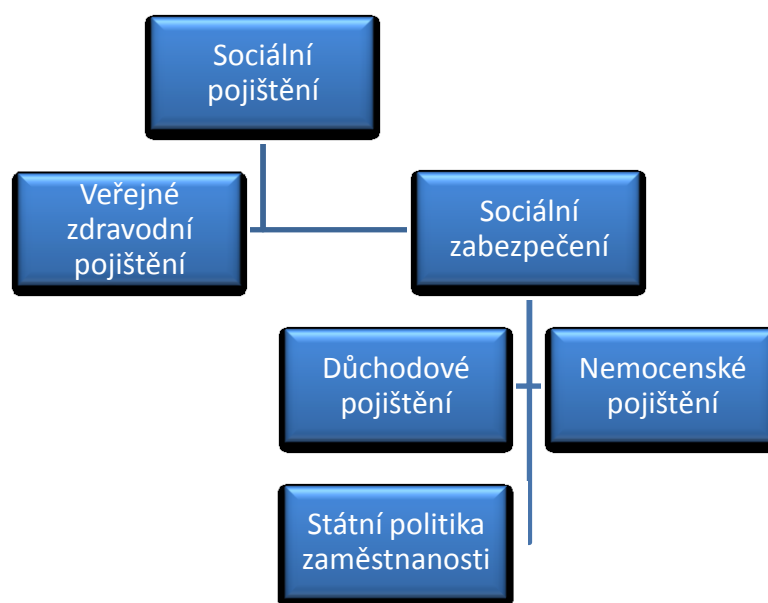 Sociální
pojištění
Veřejné
zdravodní
pojištění
Sociální
zabezpečení
Důchodové
pojištění
Nemocenské
pojištění
Státní politika
zaměstnanosti